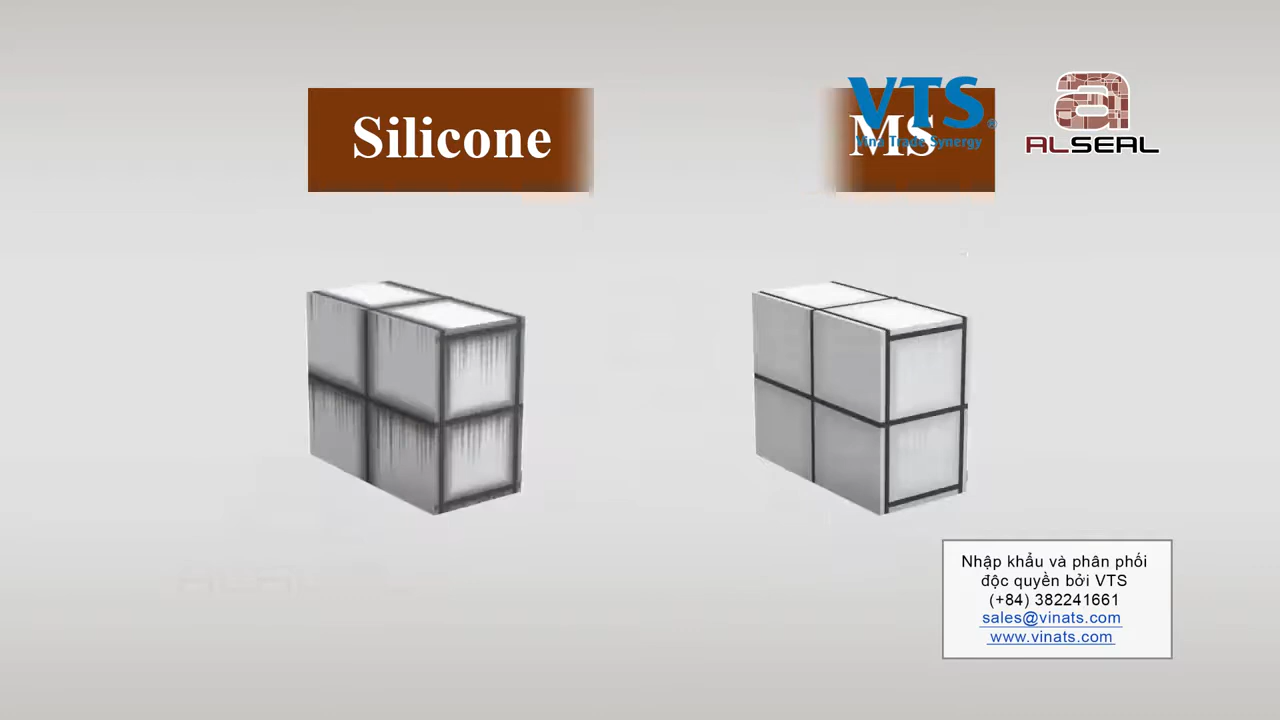 Silicone
MS
VTS®
Vina Trade Synergy
a
ALSEAL
Nhập khẩu và phân phối
độc quyền bởi VTS
(+84) 382241661
sales@vinats.com
www.vinats.com